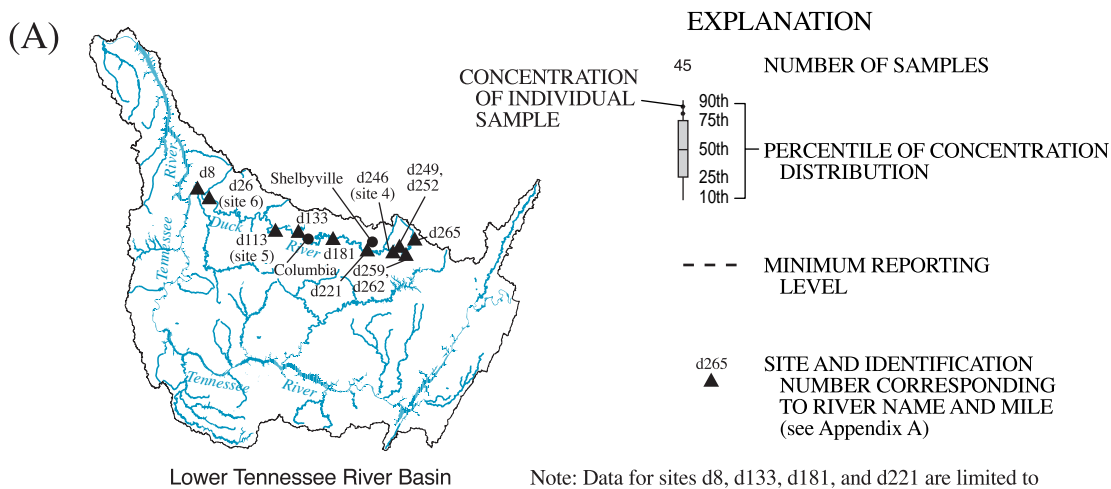 (A)
EXPLANATION
45
NUMBER OF SAMPLES
CONCENTRATION
OF INDIVIDUAL
SAMPLE
90th
75th
50th
25th
10th
PERCENTILE OF CONCENTRATION
DISTRIBUTION
MINIMUM REPORTING
LEVEL
d265
SITE AND IDENTIFICATION
NUMBER CORRESPONDING
TO RIVER NAME AND MILE
(see Appendix A)
River
Tennessee
d8
d26
(site 6)
Shelbyville
d246
(site 4)
d249,
d252
Duck
River
d133
d265
d113
(site 5)
Columbia
d181
d221
d259,
d262
Tennessee
River
Lower Tennessee River Basin
Note: Data for sites d8, d133, d181, and d221 are limited to